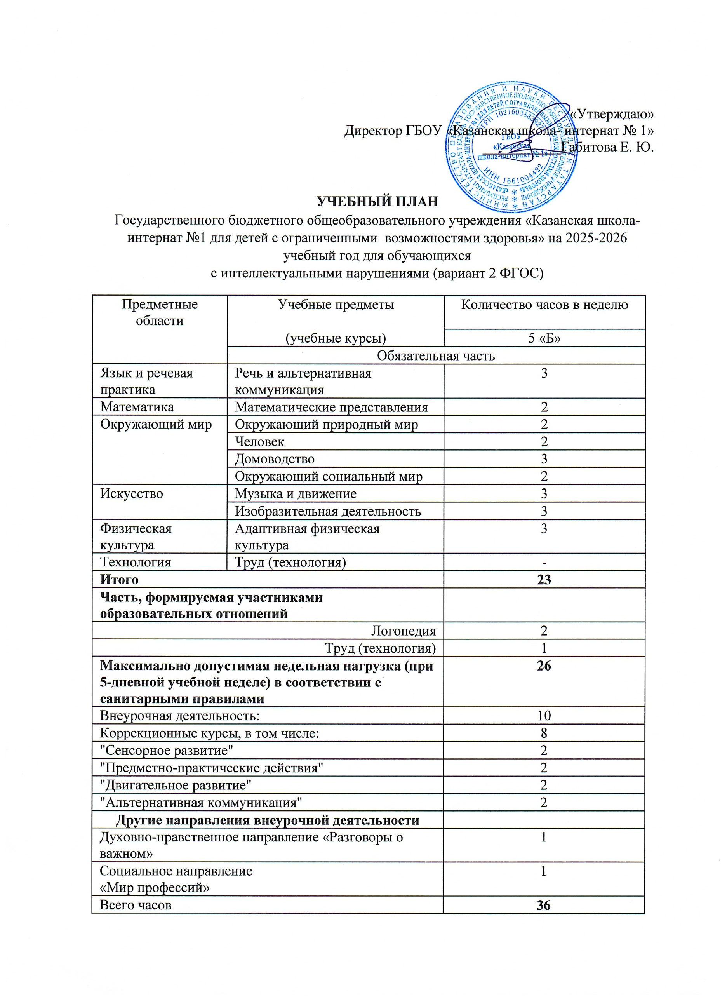 «Утверждаю»
Директор ГБОУ «Казанская школа- интернат № 1»
Габитова Е. Ю.
МИНИСТЕРСТВО ОБРАЗОВАНИЯ И НАУКИ РЕСПУБЛИКИ ТАТАРСТАН
ОГРН 1021603883927
ГБОУ
«Казанская
школа-интернат № 1»
ИНН 1661004422
УЧЕБНЫЙ ПЛАН
Государственного бюджетного общеобразовательного учреждения «Казанская школа-
интернат №1 для детей с ограниченными возможностями здоровья» на 2025-2026
учебный год для обучающихся
с интеллектуальными нарушениями (вариант 2 ФГОС)
Предметные
области
Учебные предметы
(учебные курсы)
Количество часов в неделю
5 «Б»
Обязательная часть
Язык и речевая
практика
Речь и альтернативная
коммуникация
3
Математика
Математические представления
2
Окружающий мир
Окружающий природный мир
2
Человек
2
Домоводство
3
Окружающий социальный мир
2
Искусство
Музыка и движение
3
Изобразительная деятельность
3
Физическая
культура
Адаптивная физическая
культура
3
Технология
Труд (технология)
-
Итого
23
Часть, формируемая участниками
образовательных отношений
Логопедия
2
Труд (технология)
1
Максимально допустимая недельная нагрузка (при
5-дневной учебной неделе) в соответствии с
санитарными правилами
26
Внеурочная деятельность:
10
Коррекционные курсы, в том числе:
8
"Сенсорное развитие"
2
"Предметно-практические действия"
2
"Двигательное развитие"
2
"Альтернативная коммуникация"
2
Другие направления внеурочной деятельности
Духовно-нравственное направление «Разговоры о
важном»
1
Социальное направление
«Мир профессий»
1
Всего часов
36